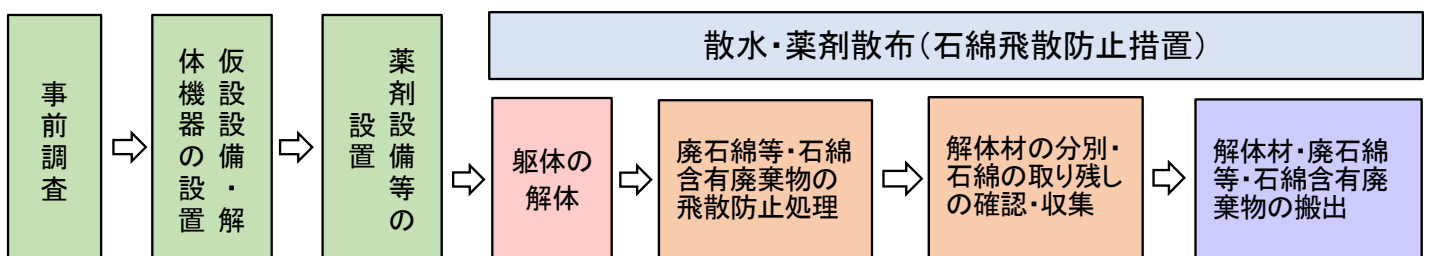 事前調査
仮設設備・解
体機器の設置
薬剤設備等の
設置
散水・薬剤散布（石綿飛散防止措置）
躯体の
解体
廃石綿等・石綿
含有廃棄物の
飛散防止処理
解体材の分別・
石綿の取り残し
の確認・収集
解体材・廃石綿
等・石綿含有廃
棄物の搬出